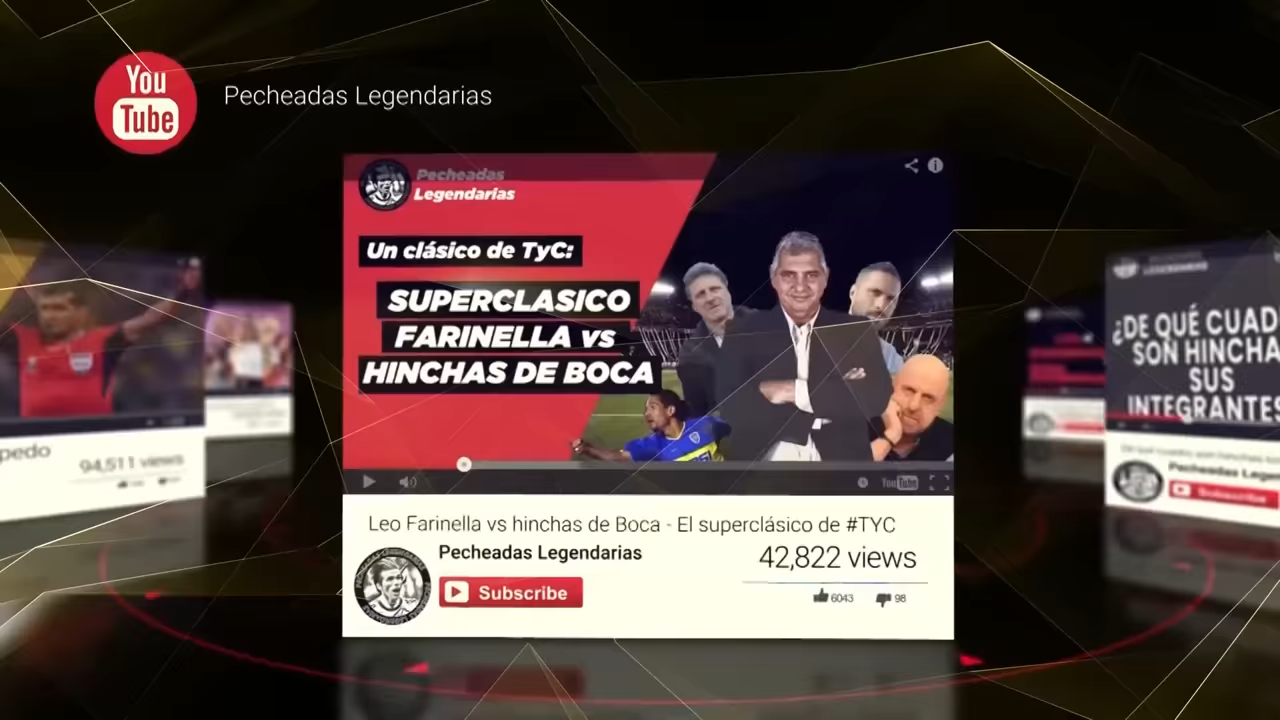 You
Tube
Pecheadas Legendarias
Pecheadas
Legendarias
Un clásico de TyC:
SUPERCLASICO
FARINELLA vs
HINCHAS DE BOCA
YouTube
Leo Farinella vs hinchas de Boca - El superclásico de #TYC
Pecheadas Legendarias
Subscribe
42,822 views
6043
98
pedo
94,511 views
LEGENDARIAS
¿DE QUÉ CUAD
SON HINCHA
SUS
INTEGRANTES
Pecheadas Legen
Subscribe